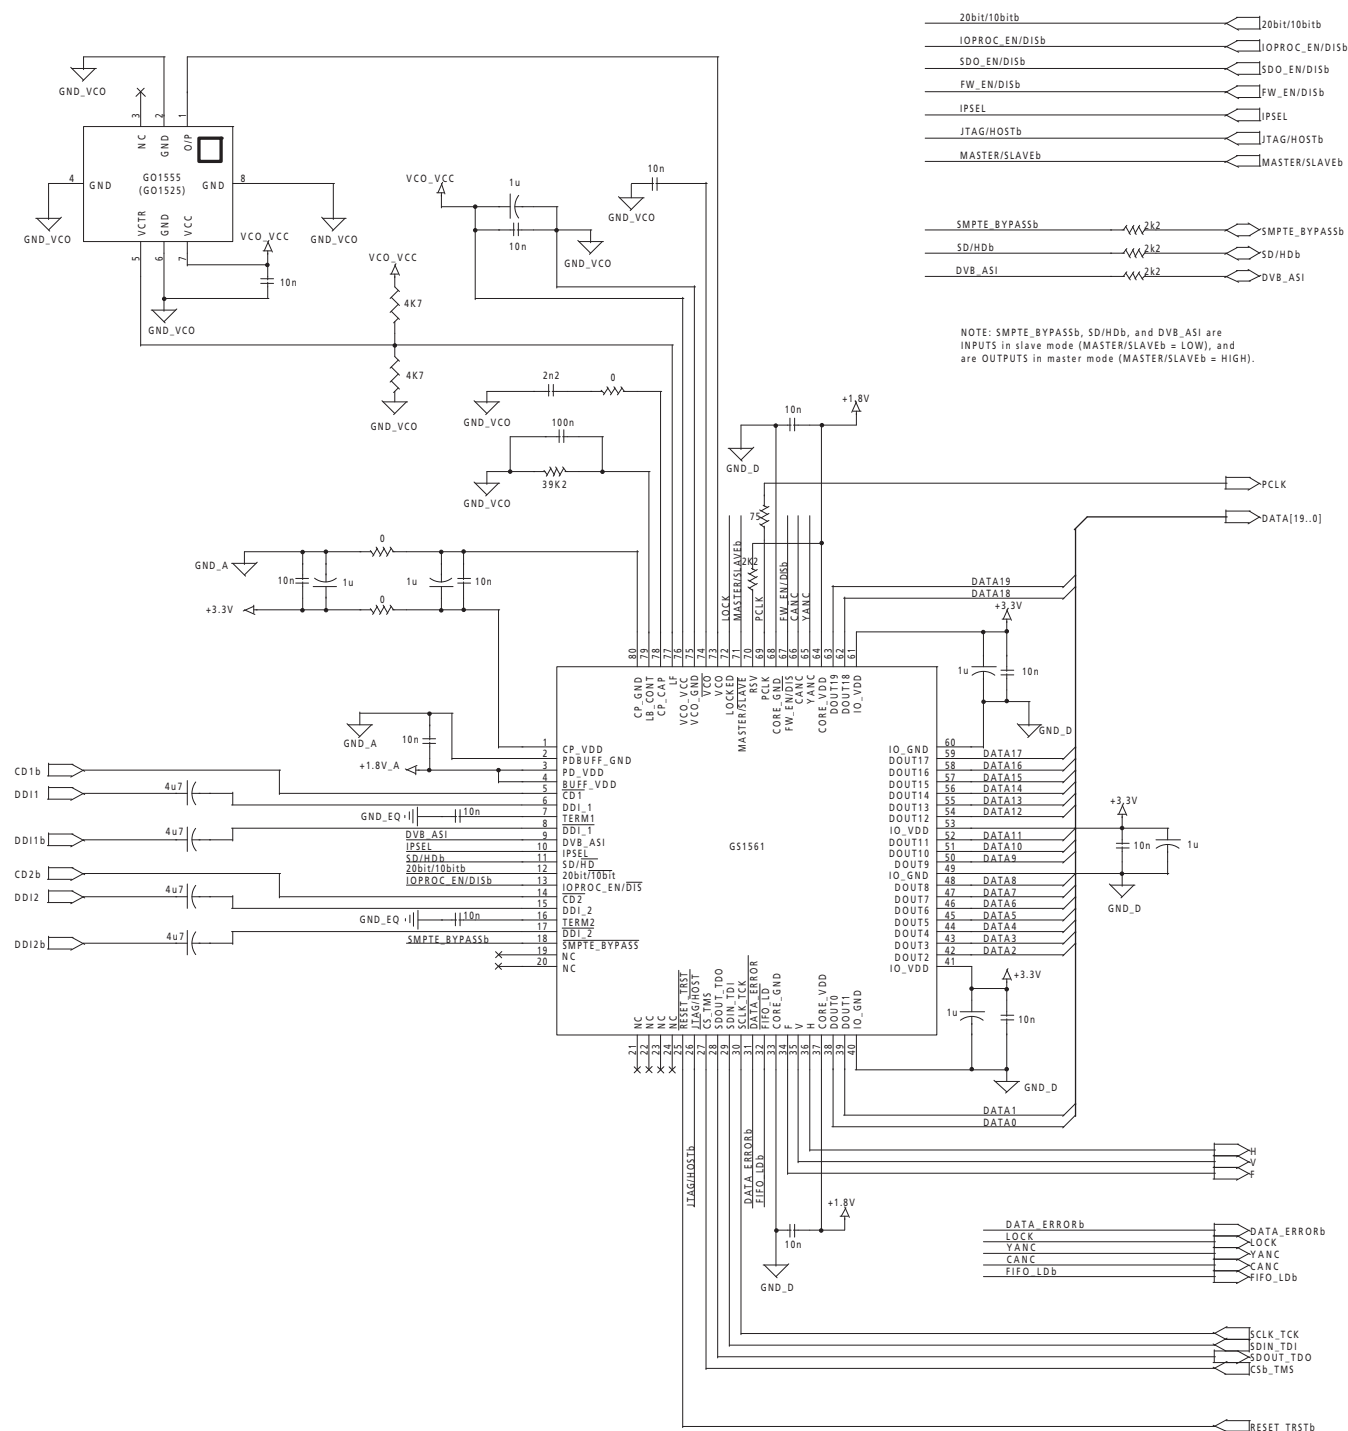 20bit/10bitb
20bit/10bitb
IOPROC_EN/DISb
IOPROC_EN/DISb
SDO_EN/DISb
SDO_EN/DISb
FW_EN/DISb
FW_EN/DISb
IPSEL
IPSEL
JTAG/HOSTb
JTAG/HOSTb
MASTER/SLAVEb
MASTER/SLAVEb
SMPTE_BYPASSb
2k2
SMPTE_BYPASSb
SD/HDb
2k2
SD/HDb
DVB_ASI
2k2
DVB_ASI
NOTE: SMPTE_BYPASSb, SD/HDb, and DVB_ASI are
INPUTS in slave mode (MASTER/SLAVEb = LOW), and
are OUTPUTS in master mode (MASTER/SLAVEb = HIGH).
GND_VCO
3
2
1
NC
GND
O/P
GO1555
(GO1525)
4
GND
GND
8
GND_VCO
GND_VCO
VCTR
GND
VCC
5
6
7
VCO_VCC
10n
GND_VCO
VCO_VCC
4K7
4K7
GND_VCO
VCO_VCC
1u
10n
GND_VCO
10n
GND_VCO
2n2
0
GND_VCO
100n
39K2
GND_VCO
+1.8V
10n
GND_D
75
2K2
PCLK
DATA[19..0]
GND_A
0
10n
1u
1u
10n
+3.3V
0
LOCK
MASTER/SLAVEb
PCLK
FW_EN/DISb
CANC
YANC
DATA19
DATA18
+3.3V
1u
10n
GND_D
80
79
78
77
76
75
74
73
72
71
70
69
68
67
66
65
64
63
62
61
CP_GND
LB_CONT
CP_CAP
LF
VCO_VCC
VCO_GND
VCO
VCO
LOCKED
MASTER/SLAVE
RSV
PCLK
CORE_GND
FW_EN/DIS
CANC
YANC
CORE_VDD
DOUT19
DOUT18
IO_VDD
GND_A
10n
+1.8V_A
CD1b
DDI1
4u7
DDI1b
4u7
CD2b
DDI2
4u7
DDI2b
4u7
GND_EQ
10n
DVB_ASI
IPSEL
SD/HDb
20bit/10bitb
IOPROC_EN/DISb
GND_EQ
10n
SMPTE_BYPASSb
1 CP_VDD
2 PDBUFF_GND
3 PD_VDD
4 BUFF_VDD
5 CD1
6 DDI_1
7 TERM1
8 DDI_1
9 DVB_ASI
10 IPSEL
11 SD/HD
12 20bit/10bit
13 IOPROC_EN/DIS
14 CD2
15 DDI_2
16 TERM2
17 DDI_2
18 SMPTE_BYPASS
19 NC
20 NC
GS1561
IO_GND 60
DOUT17 59 DATA17
DOUT16 58 DATA16
DOUT15 57 DATA15
DOUT14 56 DATA14
DOUT13 55 DATA13
DOUT12 54 DATA12
IO_VDD 53
DOUT11 52 DATA11
DOUT10 51 DATA10
DOUT9 50 DATA9
IO_GND 49
DOUT8 48 DATA8
DOUT7 47 DATA7
DOUT6 46 DATA6
DOUT5 45 DATA5
DOUT4 44 DATA4
DOUT3 43 DATA3
DOUT2 42 DATA2
IO_VDD 41
+3.3V
10n
1u
GND_D
+3.3V
1u
10n
GND_D
NC
NC
NC
NC
RESET_TRST
JTAG/HOST
CS_TMS
SDOUT_TDO
SDIN_TDI
SCLK_TCK
DATA_ERROR
FIFO_LD
CORE_GND
F
V
H
CORE_VDD
DOUT0
DOUT1
IO_GND
21
22
23
24
25
26
27
28
29
30
31
32
33
34
35
36
37
38
39
40
DATA1
DATA0
JTAG/HOSTb
DATA_ERRORb
FIFO_LDb
H
V
F
+1.8V
10n
GND_D
DATA_ERRORb
DATA_ERRORb
LOCK
LOCK
YANC
YANC
CANC
CANC
FIFO_LDb
FIFO_LDb
SCLK_TCK
SDIN_TDI
SDOUT_TDO
CSb_TMS
RESET_TRSTb